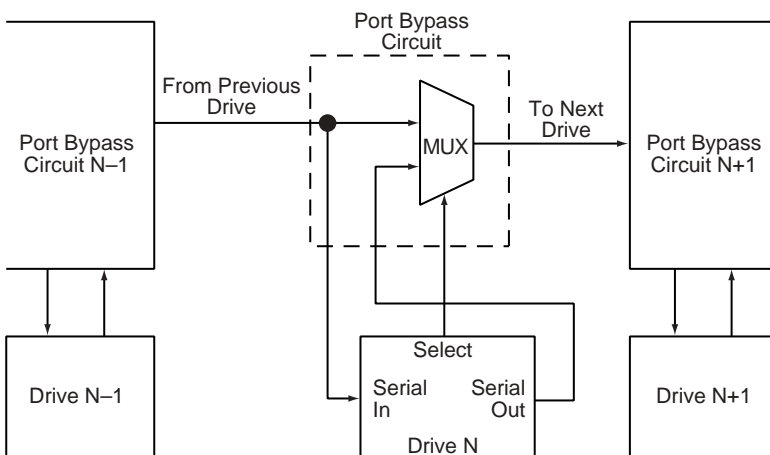 Port Bypass
Circuit
From Previous
Drive
To Next
Drive
Port Bypass
Circuit N–1
MUX
Port Bypass
Circuit N+1
Select
Drive N–1
Serial
In
Serial
Out
Drive N+1
Drive N